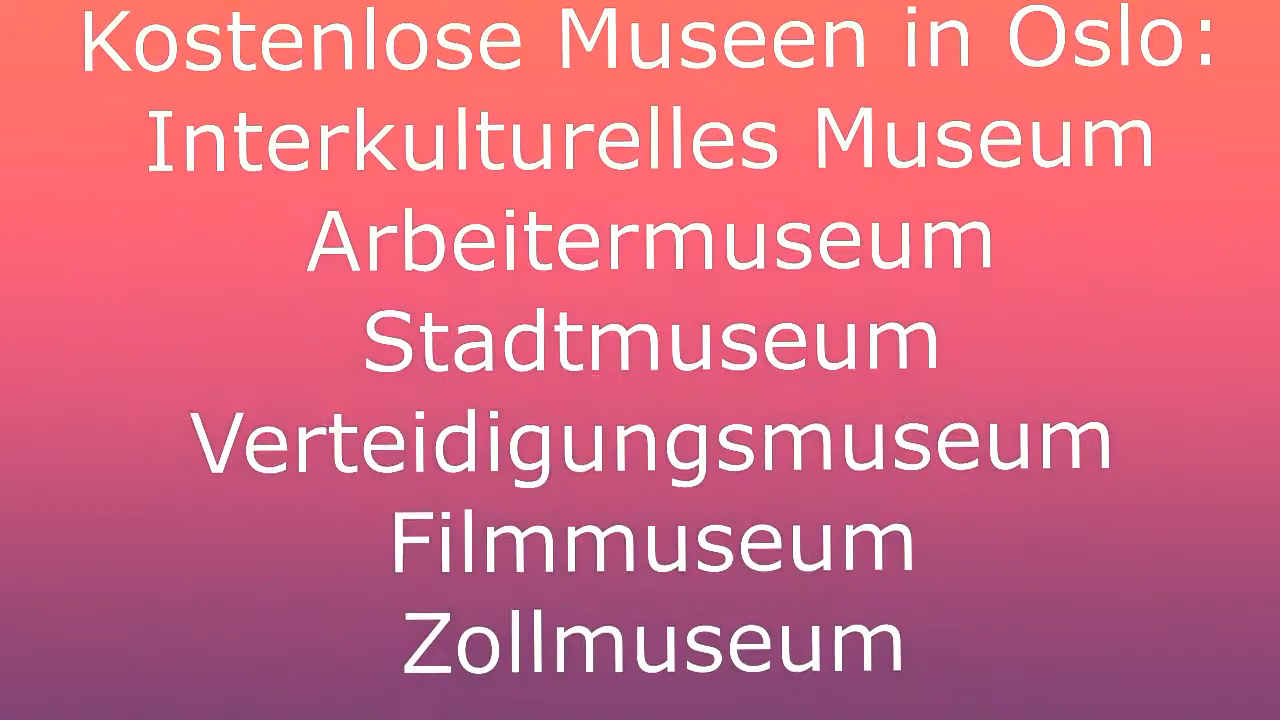 Kostenlose Museen in Oslo:
Interkulturelles Museum
Arbeitermuseum
Stadtmuseum
Verteidigungsmuseum
Filmmuseum
Zollmuseum